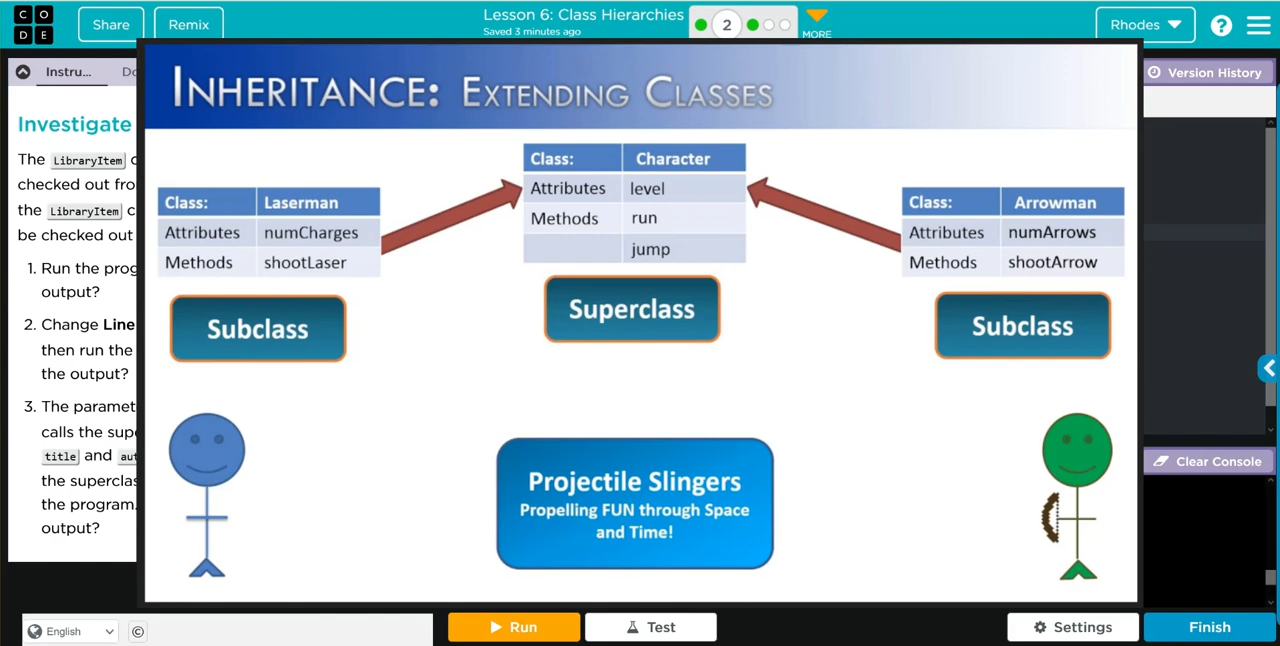 CODE
Share
Remix
Lesson 6: Class Hierarchies
Saved 3 minutes ago
2
MORE
Rhodes
?
Instru...
Version History
INHERITANCE: EXTENDING CLASSES
Investigate
The LibraryItem
checked out fro
the LibraryItem
be checked out
1. Run the prog
output?
2. Change Line
then run the
the output?
3. The paramet
calls the sup
title and au
the superclas
the program.
output?
Class: Laserman
Attributes numCharges
Methods shootLaser
Subclass
Class: Character
Attributes level
Methods run
jump
Superclass
Class: Arrowman
Attributes numArrows
Methods shootArrow
Subclass
Projectile Slingers
Propelling FUN through Space
and Time!
Clear Console
English
©
Run
Test
Settings
Finish